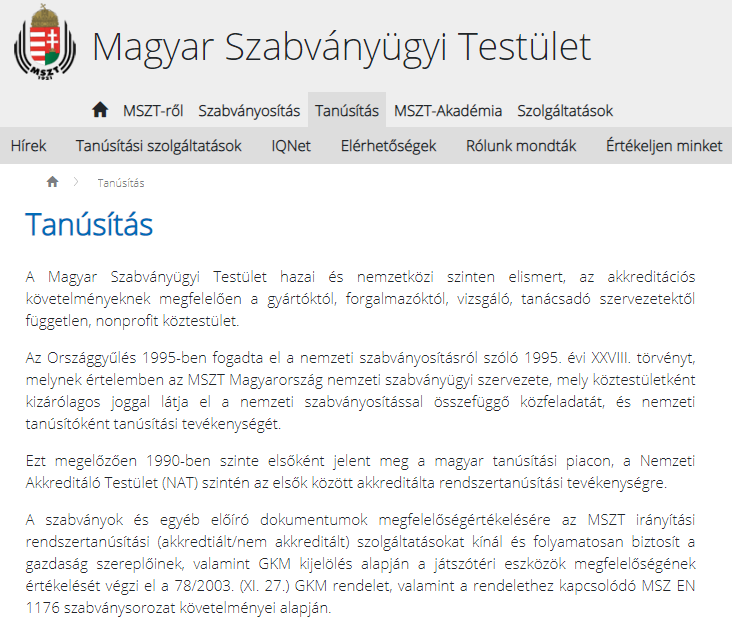 MSZT
1921
Magyar Szabványügyi Testület
MSZT-ről Szabványosítás Tanúsítás MSZT-Akadémia Szolgáltatások
Hírek Tanúsítási szolgáltatások IQNet Elérhetőségek Rólunk mondták Értékeljen minket
Tanúsítás
Tanúsítás
A Magyar Szabványügyi Testület hazai és nemzetközi szinten elismert, az akkreditációs
követelményeknek megfelelően a gyártóktól, forgalmazóktól, vizsgáló, tanácsadó szervezetektől
független, nonprofit köztestület.
Az Országgyűlés 1995-ben fogadta el a nemzeti szabványosításról szóló 1995. évi XXVIII. törvényt,
melynek értelemben az MSZT Magyarország nemzeti szabványügyi szervezete, mely köztestületként
kizárólagos joggal látja el a nemzeti szabványosítással összefüggő közfeladatát, és nemzeti
tanúsítóként tanúsítási tevékenységét.
Ezt megelőzően 1990-ben szinte elsőként jelent meg a magyar tanúsítási piacon, a Nemzeti
Akkreditáló Testület (NAT) szintén az elsők között akkreditálta rendszertanúsítási tevékenységre.
A szabványok és egyéb előíró dokumentumok megfelelőségértékelésére az MSZT irányítási
rendszertanúsítási (akkredtiált/nem akkreditált) szolgáltatásokat kínál és folyamatosan biztosít a
gazdaság szereplőinek, valamint GKM kijelölés alapján a játszótéri eszközök megfelelőségének
értékelését végzi el a 78/2003. (XI. 27.) GKM rendelet, valamint a rendelethez kapcsolódó MSZ EN
1176 szabványsorozat követelményei alapján.